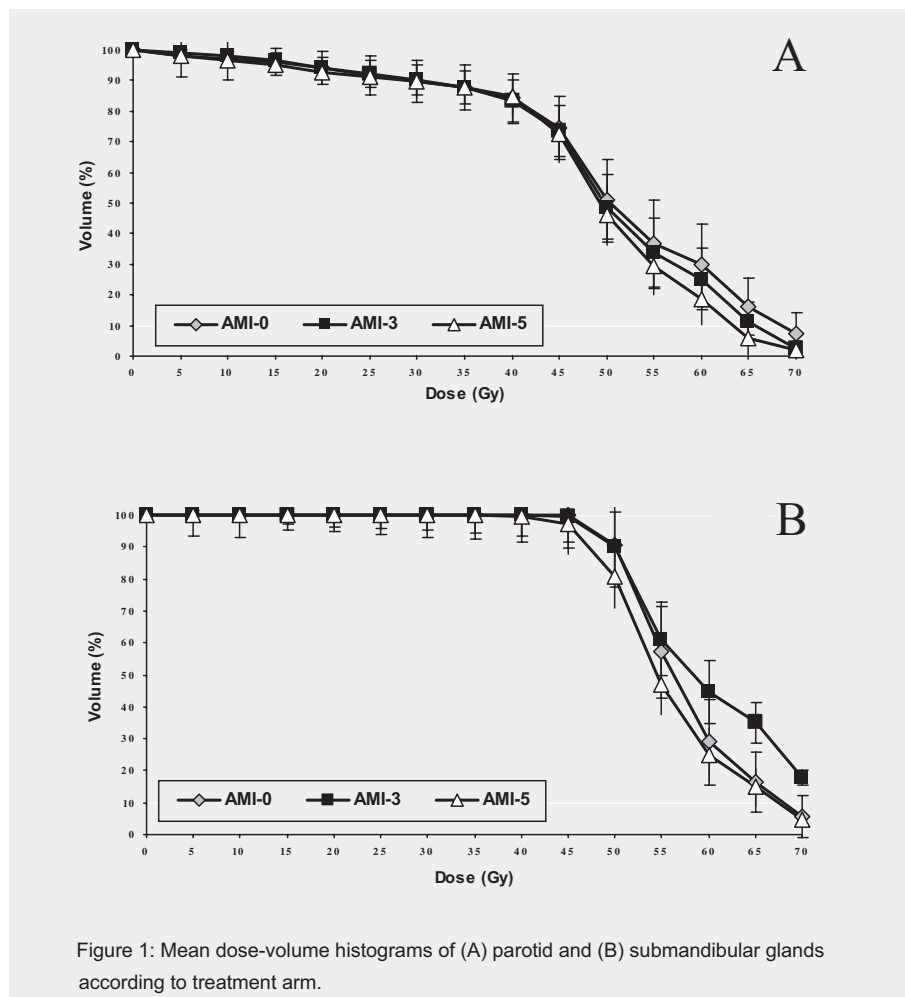 A
100
90
80
70
60
50
40
30
20
10
0
Volume (%)
AMI-0 AMI-3 AMI-5
0 5 10 15 20 25 30 35 40 45 50 55 60 65 70
Dose (Gy)
B
100
90
80
70
60
50
40
30
20
10
0
Volume (%)
AMI-0 AMI-3 AMI-5
0 5 10 15 20 25 30 35 40 45 50 55 60 65 70
Dose (Gy)
Figure 1: Mean dose-volume histograms of (A) parotid and (B) submandibular glands
according to treatment arm.